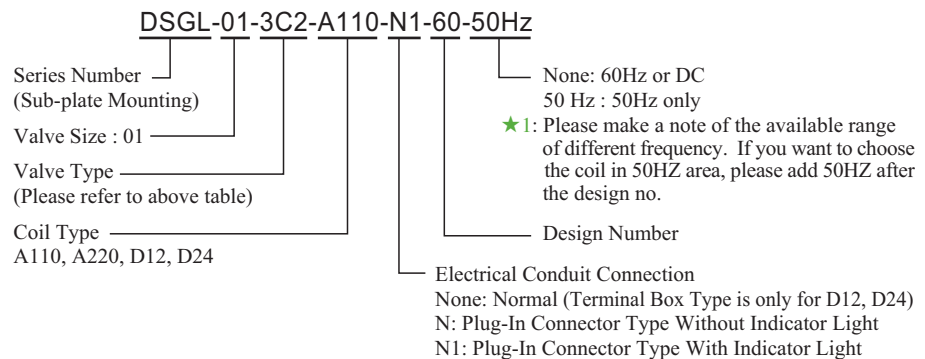 DSGL-01-3C2-A110-N1-60-50Hz
Series Number
(Sub-plate Mounting)
Valve Size : 01
Valve Type
(Please refer to above table)
Coil Type
A110, A220, D12, D24
None: 60Hz or DC
50 Hz : 50Hz only
★1: Please make a note of the available range
of different frequency. If you want to choose
the coil in 50HZ area, please add 50HZ after
the design no.
Design Number
Electrical Conduit Connection
None: Normal (Terminal Box Type is only for D12, D24)
N: Plug-In Connector Type Without Indicator Light
N1: Plug-In Connector Type With Indicator Light